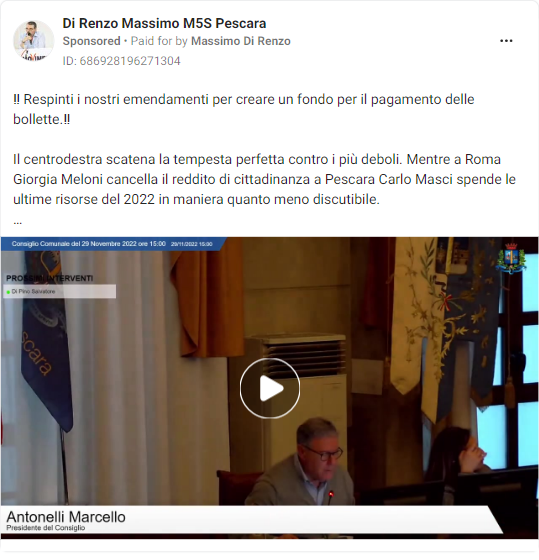 Di Renzo Massimo M5S Pescara
Sponsored • Paid for by Massimo Di Renzo
ID: 686928196271304
‼ Respinti i nostri emendamenti per creare un fondo per il pagamento delle
bollette.‼
Il centrodestra scatena la tempesta perfetta contro i più deboli. Mentre a Roma
Giorgia Meloni cancella il reddito di cittadinanza a Pescara Carlo Masci spende le
ultime risorse del 2022 in maniera quanto meno discutibile.
...
Consiglio Comunale del 29 Novembre 2022 ore 15:00 29/11/2022 15:00
INTERVENTI
Di Pino Salvatore
scara
Antonelli Marcello
Presidente del Consiglio